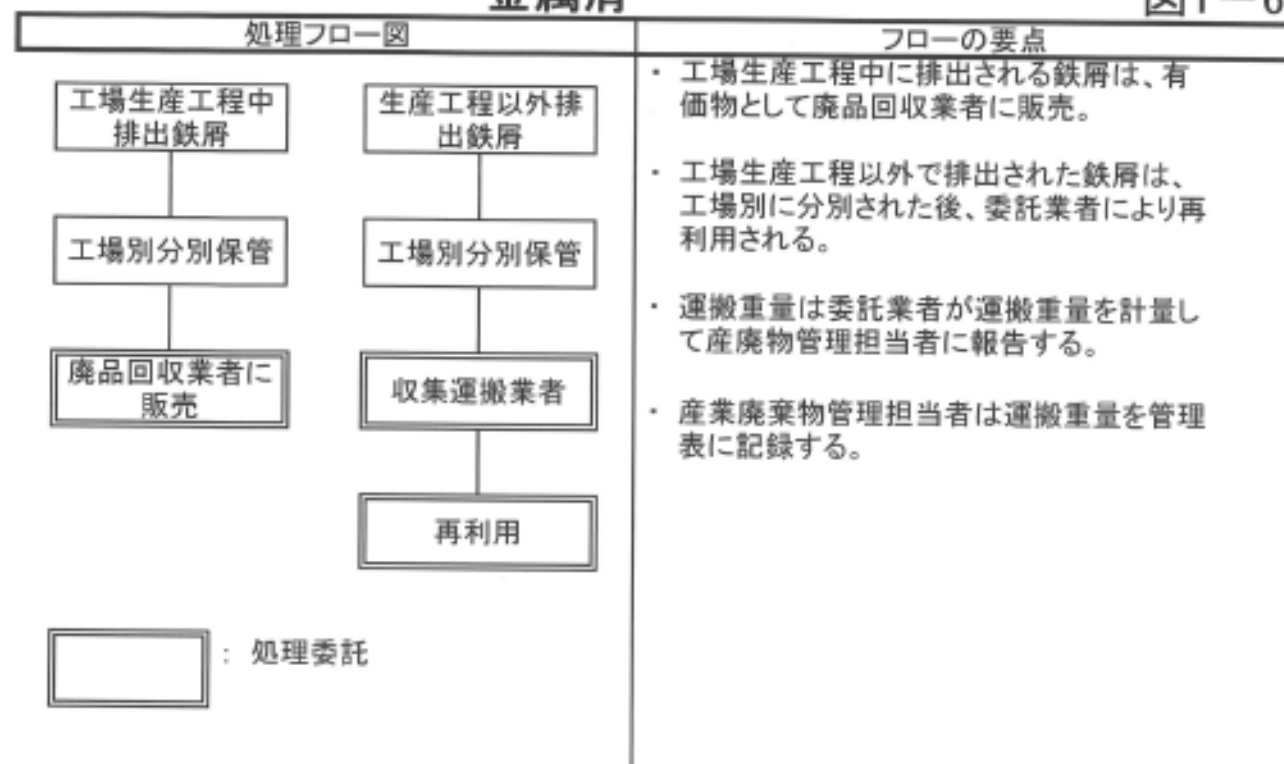 金属屑
図1－6
処理フロー図
フローの要点
工場生産工程中
排出鉄屑
工場別分別保管
廃品回収業者に
販売
生産工程以外排
出鉄屑
工場別分別保管
収集運搬業者
再利用
： 処理委託
・ 工場生産工程中に排出される鉄屑は、有
価物として廃品回収業者に販売。
・ 工場生産工程以外で排出された鉄屑は、
工場別に分別された後、委託業者により再
利用される。
・ 運搬重量は委託業者が運搬重量を計量し
て産廃物管理担当者に報告する。
・ 産業廃棄物管理担当者は運搬重量を管理
表に記録する。